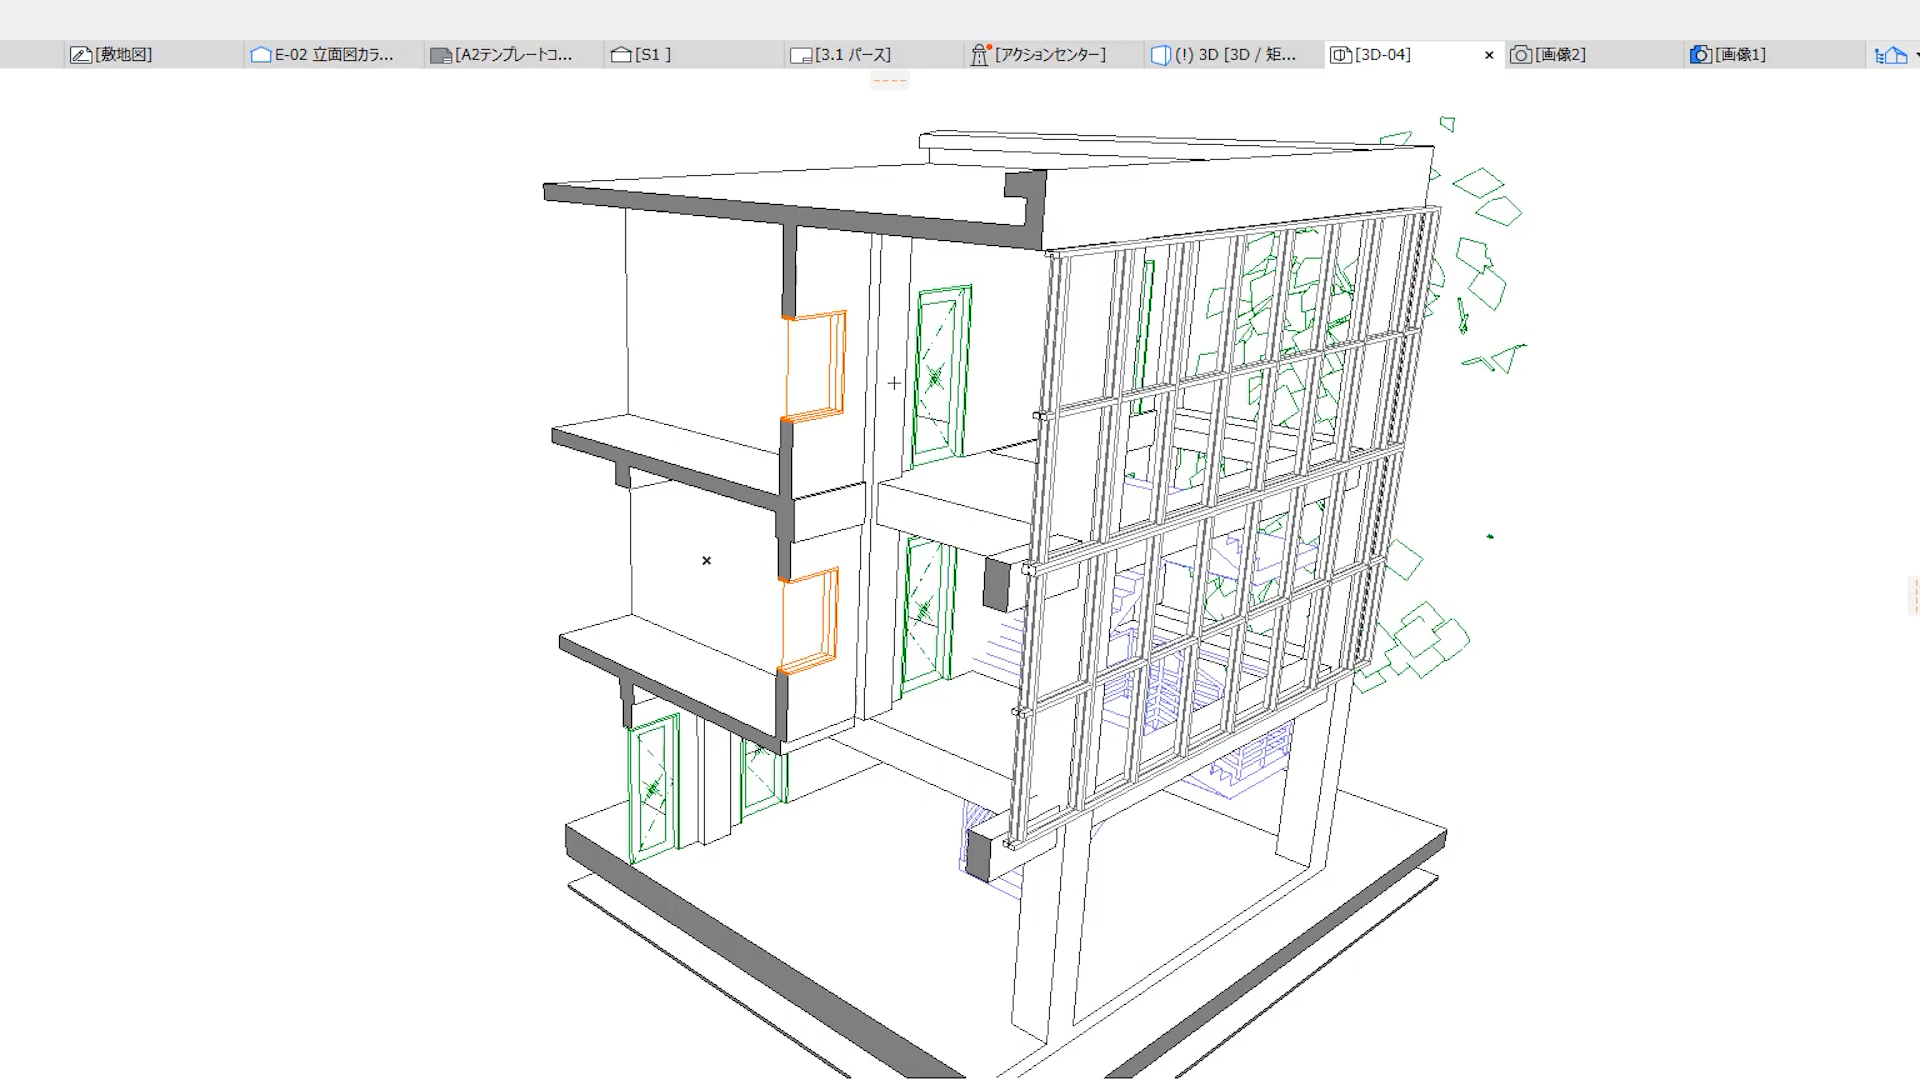 [敷地図]
E-02 立面図カラ...
[A2テンプレートコ...
[S1 ]
[3.1 パース]
[アクションセンター]
(!) 3D [3D / 矩...
[3D-04]
[画像2]
[画像1]